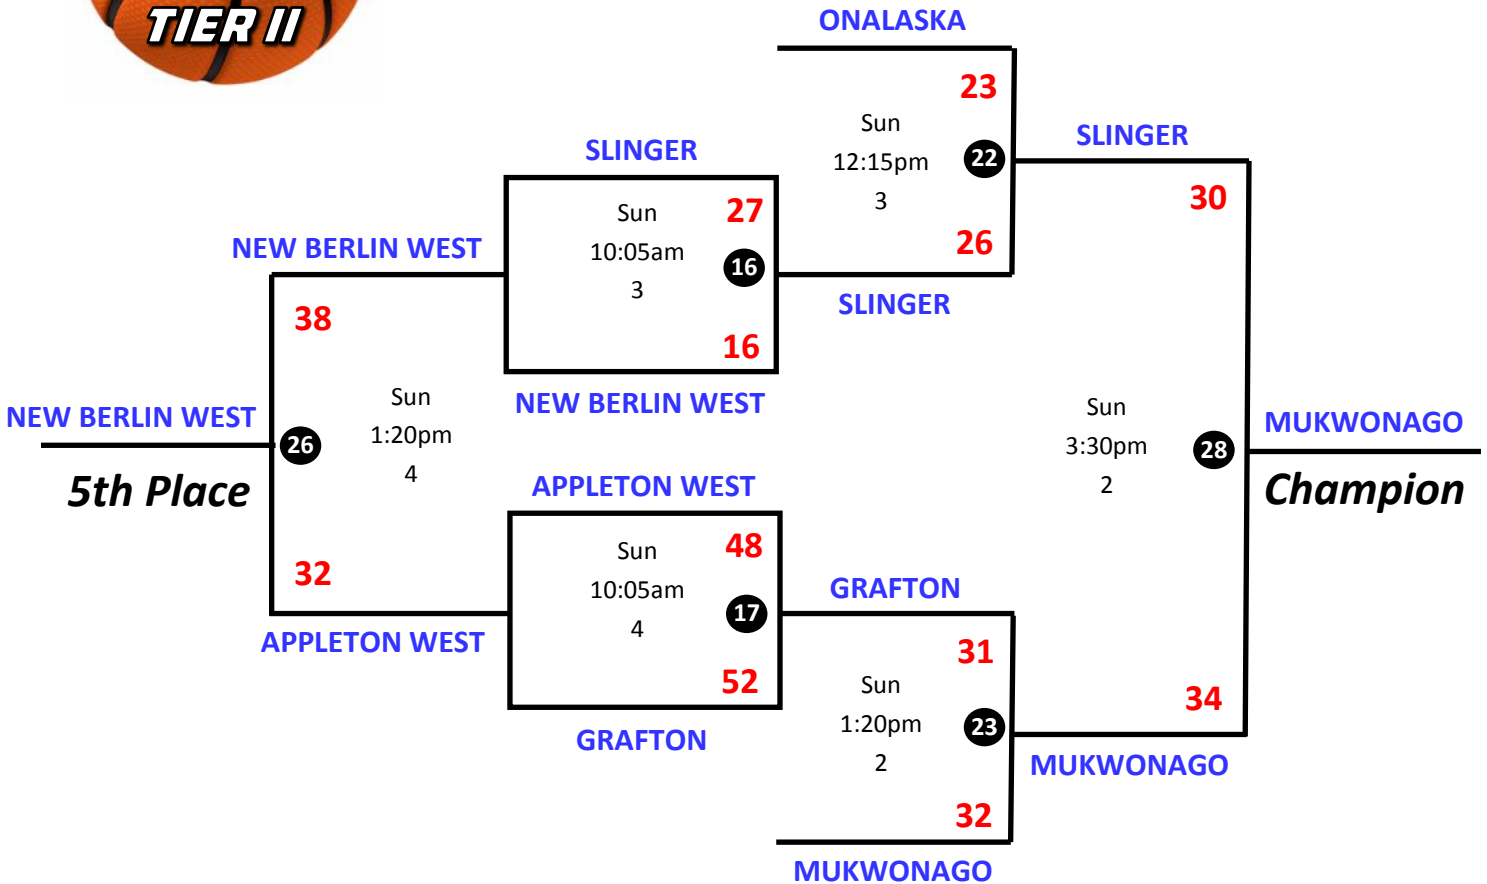 TIER II
ONALASKA
23
Sun
12:15pm
3
22
26
SLINGER
SLINGER
30
SLINGER
27
Sun
10:05am
3
16
16
NEW BERLIN WEST
NEW BERLIN WEST
38
Sun
1:20pm
4
26
32
NEW BERLIN WEST
5th Place
APPLETON WEST
APPLETON WEST
48
Sun
10:05am
4
17
52
GRAFTON
GRAFTON
31
Sun
1:20pm
2
23
32
MUKWONAGO
MUKWONAGO
34
Sun
3:30pm
2
28
MUKWONAGO
Champion